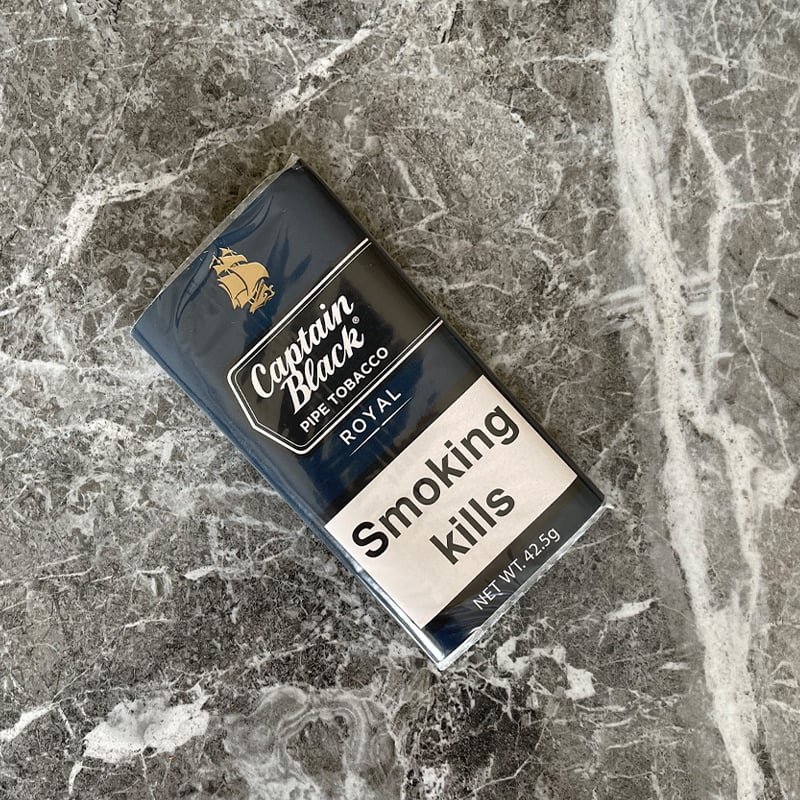 Captain
Black®
PIPE TOBACCO
ROYAL
Smoking
kills
NET WT. 42.5g